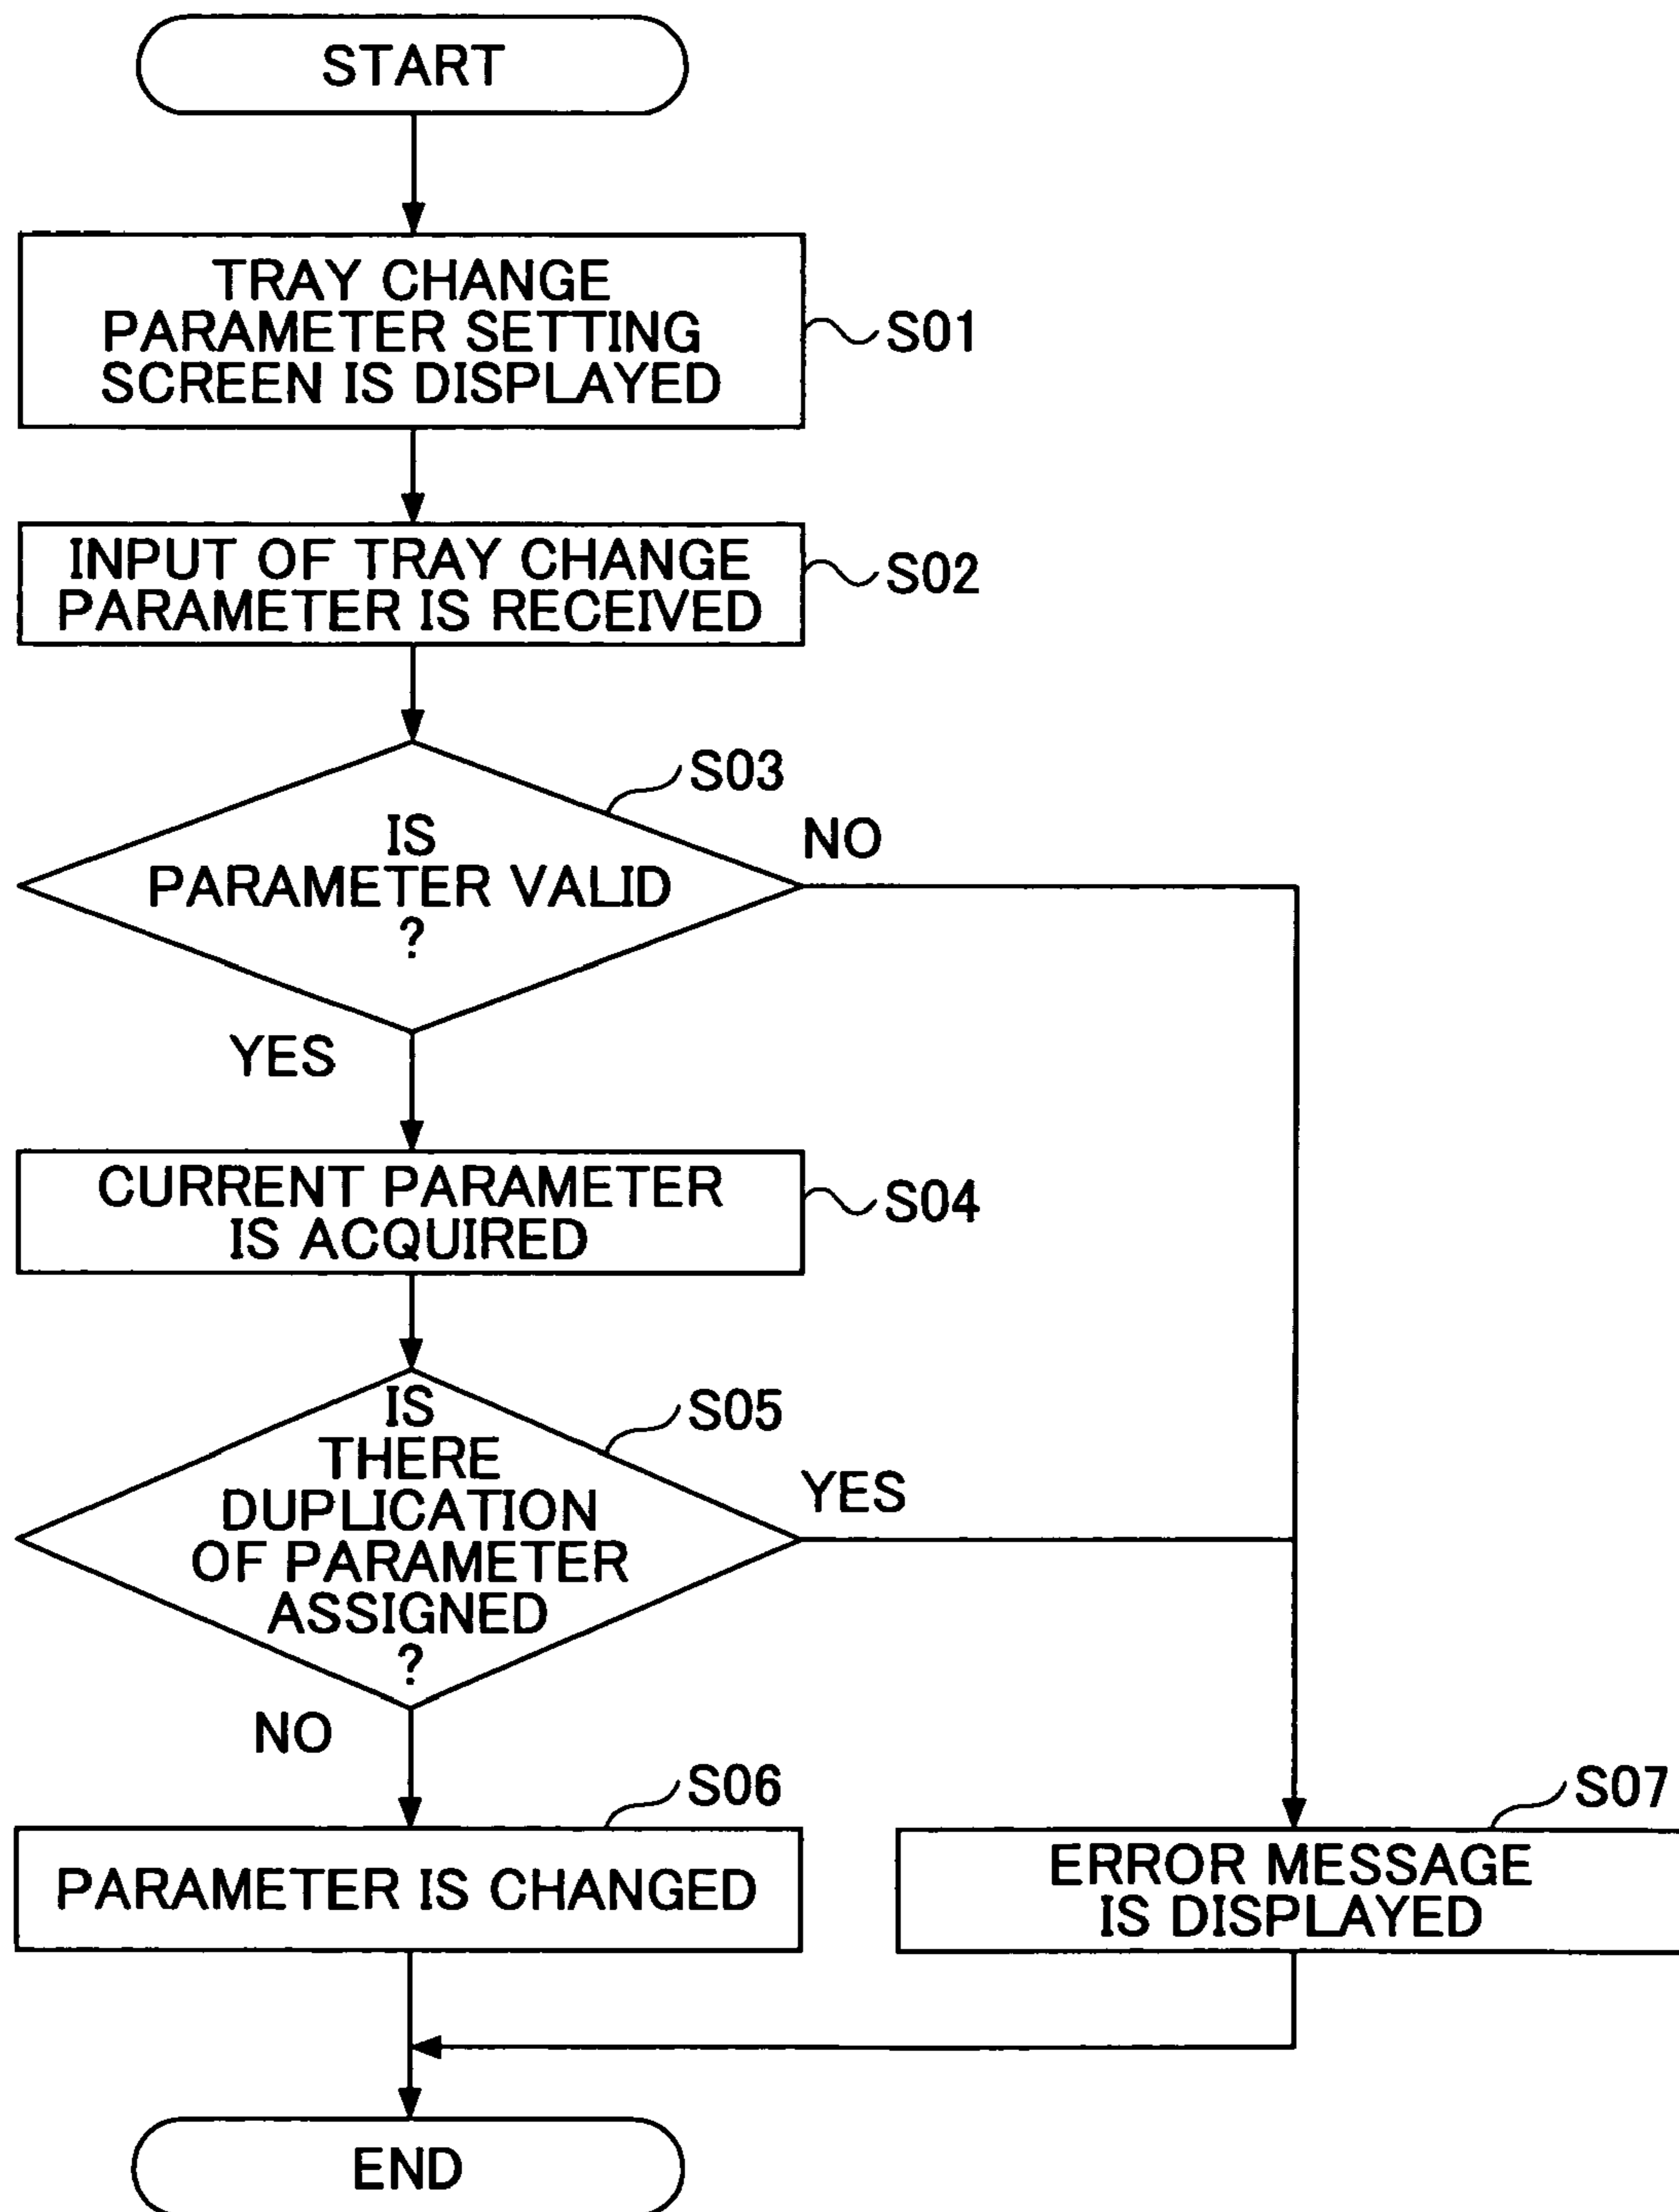 START
TRAY CHANGE
PARAMETER SETTING
SCREEN IS DISPLAYED
S01
INPUT OF TRAY CHANGE
PARAMETER IS RECEIVED
S02
S03
IS
PARAMETER VALID
?
NO
YES
CURRENT PARAMETER
IS ACQUIRED
S04
S05
IS
THERE
DUPLICATION
OF PARAMETER
ASSIGNED
?
YES
NO
S06
PARAMETER IS CHANGED
S07
ERROR MESSAGE
IS DISPLAYED
END